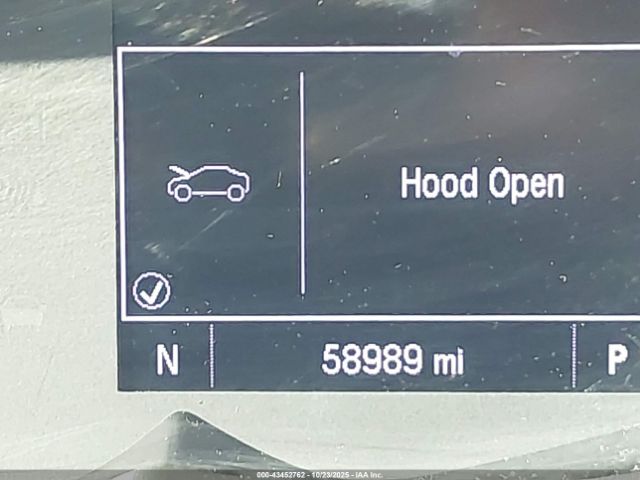 Hood Open
N 58989 mi P
000-43452762 - 10/23/2025 - IAA Inc.